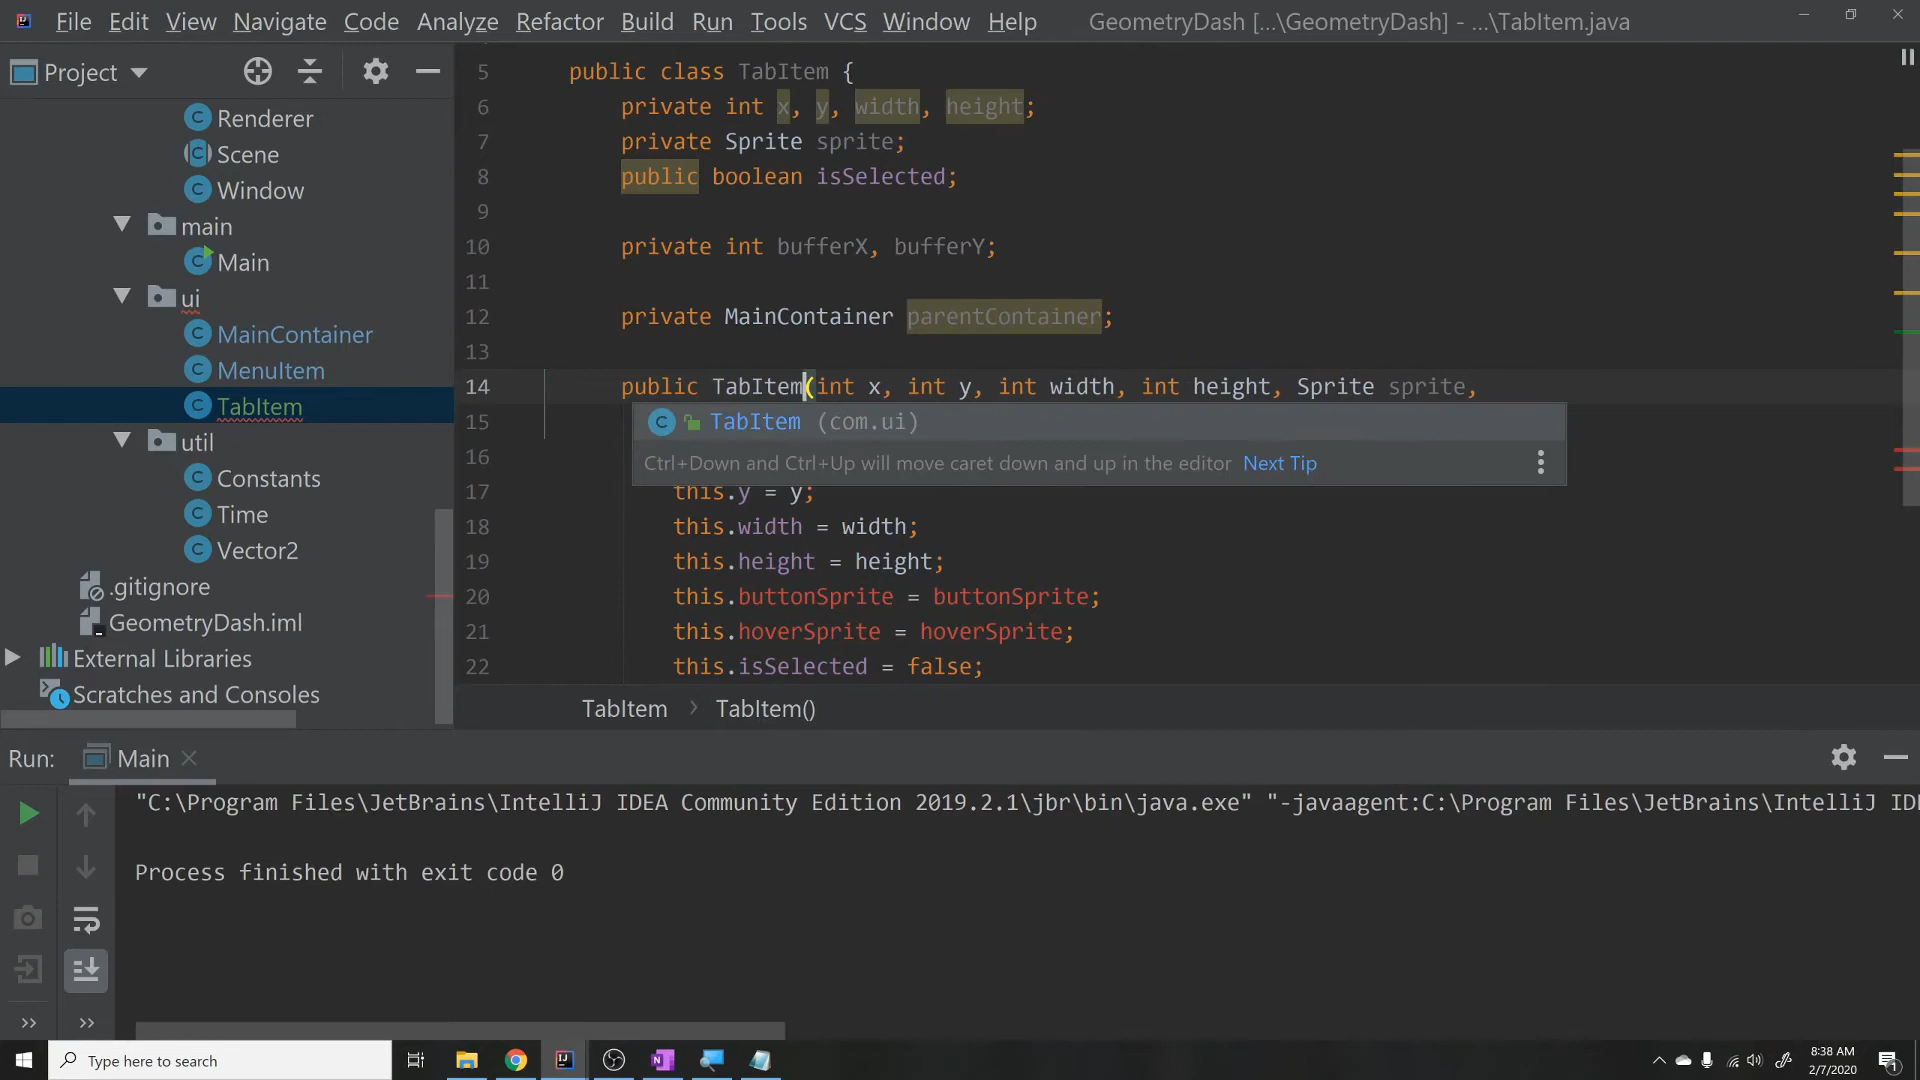 File Edit View Navigate Code Analyze Refactor Build Run Tools VCS Window Help GeometryDash [...\GeometryDash] - ...\TabItem.java
Project
Renderer
Scene
Window
main
Main
ui
MainContainer
MenuItem
TabItem
util
Constants
Time
Vector2
.gitignore
GeometryDash.iml
External Libraries
Scratches and Consoles
5 public class TabItem {
6 private int x, y, width, height;
7 private Sprite sprite;
8 public boolean isSelected;
9
10 private int bufferX, bufferY;
11
12 private MainContainer parentContainer;
13
14 public TabItem(int x, int y, int width, int height, Sprite sprite,
15 TabItem (com.ui)
16 Ctrl+Down and Ctrl+Up will move caret down and up in the editor Next Tip
17 this.y = y;
18 this.width = width;
19 this.height = height;
20 this.buttonSprite = buttonSprite;
21 this.hoverSprite = hoverSprite;
22 this.isSelected = false;
TabItem > TabItem()
Run: Main
"C:\Program Files\JetBrains\IntelliJ IDEA Community Edition 2019.2.1\jbr\bin\java.exe" "-javaagent:C:\Program Files\JetBrains\IntelliJ ID
Process finished with exit code 0
Type here to search
8:38 AM
2/7/2020